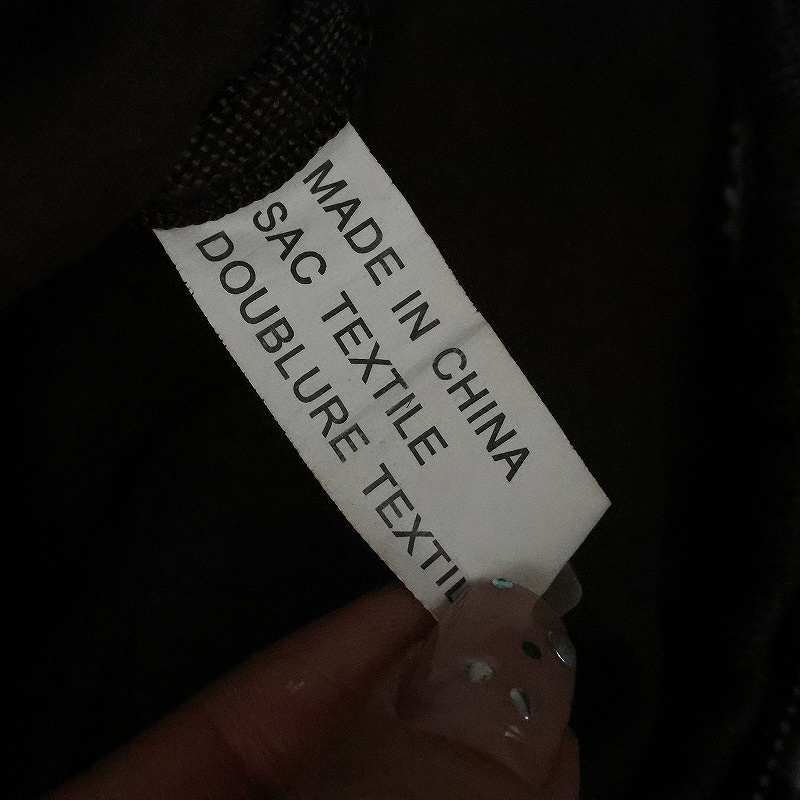 MADE IN CHINA
SAC TEXTILE
DOUBLURE TEXTIL